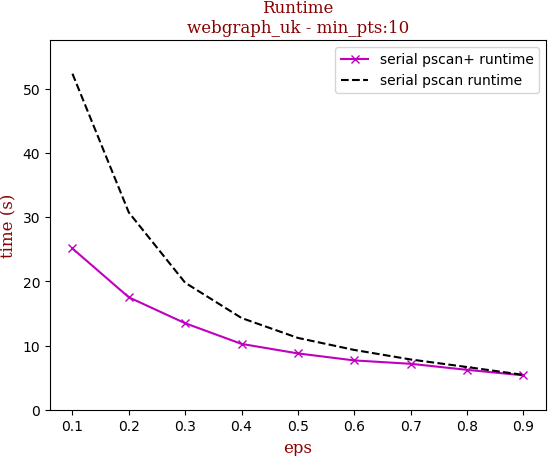 Runtime
webgraph_uk - min_pts:10
serial pscan+ runtime
serial pscan runtime
time (s)
50
40
30
20
10
0
0.1 0.2 0.3 0.4 0.5 0.6 0.7 0.8 0.9
eps